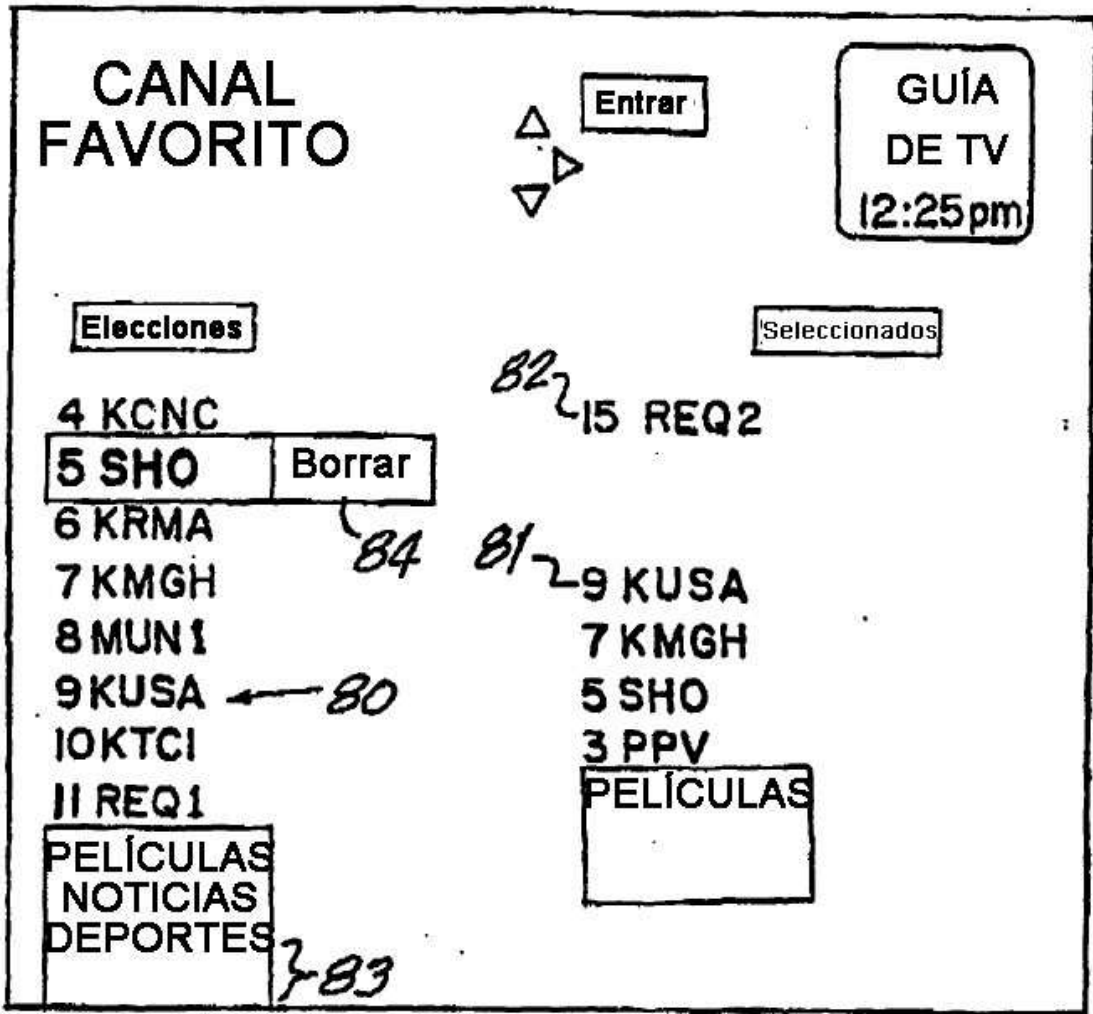 CANAL
FAVORITO
Entrar
GUÍA
DE TV
12:25pm
Elecciones
Seleccionados
4 KCNC
5 SHO Borrar
6 KRMA
7 KMGH
8 MUN1
9 KUSA
10 KTCI
11 REQ1
PELÍCULAS
NOTICIAS
DEPORTES
84
80
83
82
15 REQ2
81
9 KUSA
7 KMGH
5 SHO
3 PPV
PELÍCULAS